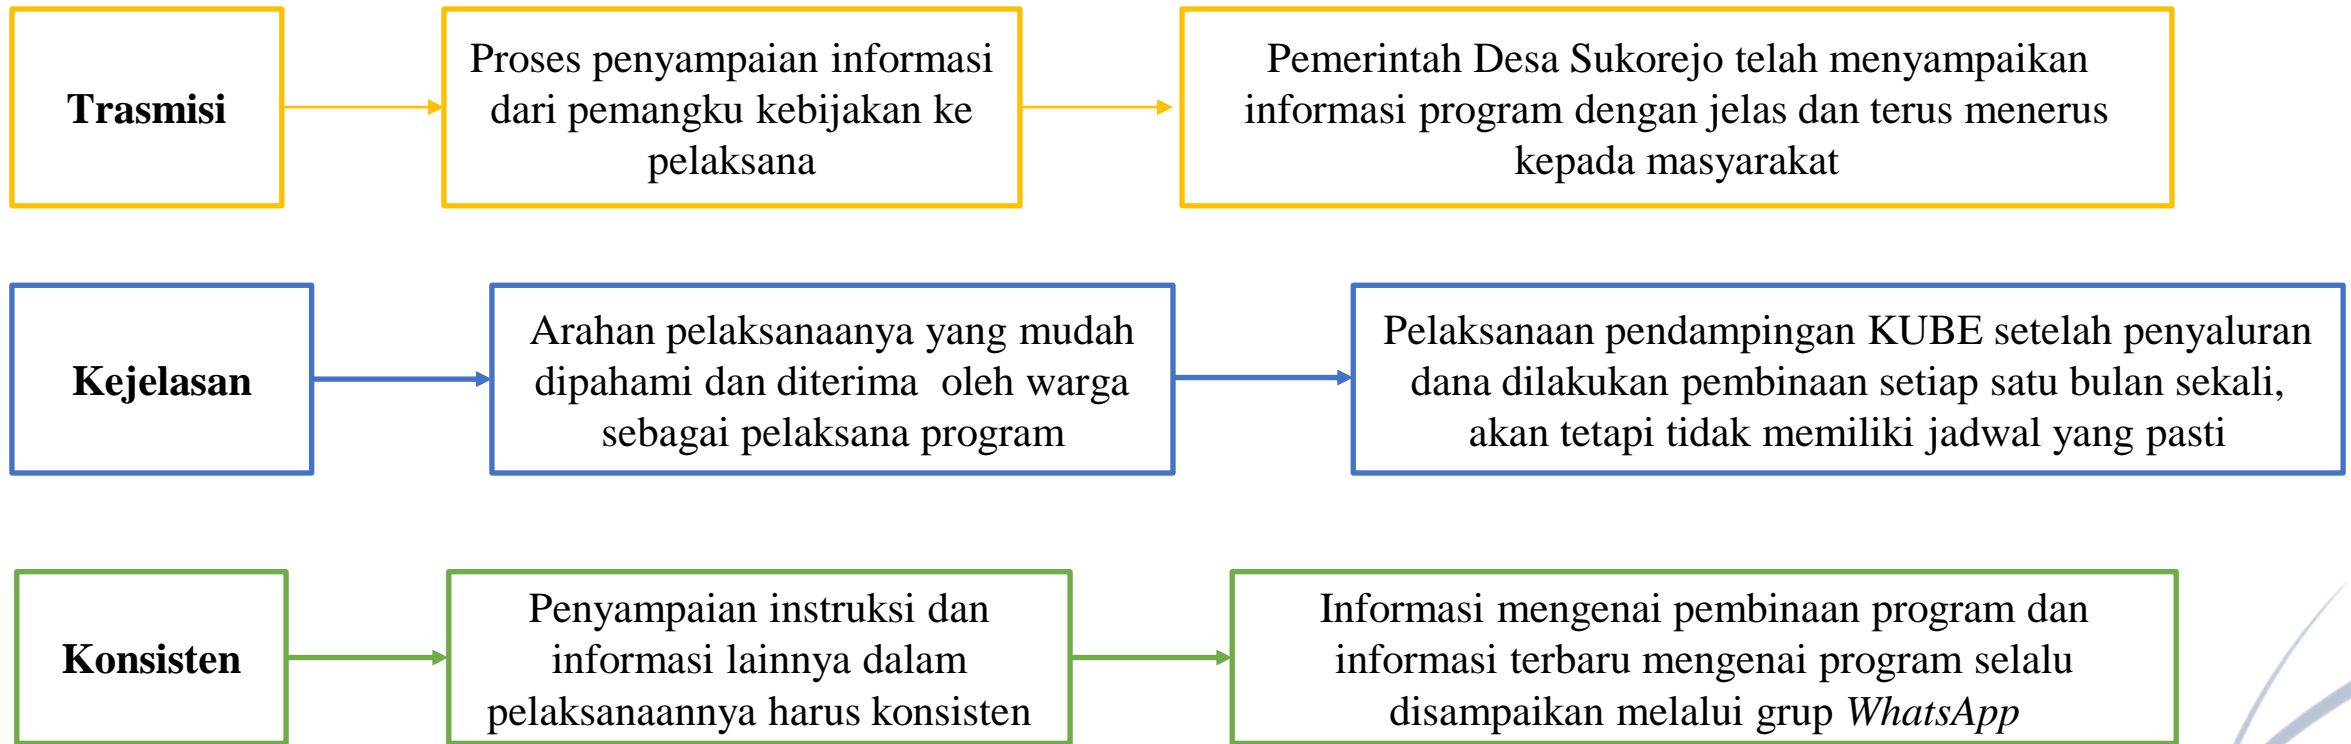 Trasmisi
Proses penyampaian informasi
dari pemangku kebijakan ke
pelaksana
Pemerintah Desa Sukorejo telah menyampaikan
informasi program dengan jelas dan terus menerus
kepada masyarakat
Kejelasan
Arahan pelaksanaanya yang mudah
dipahami dan diterima oleh warga
sebagai pelaksana program
Pelaksanaan pendampingan KUBE setelah penyaluran
dana dilakukan pembinaan setiap satu bulan sekali,
akan tetapi tidak memiliki jadwal yang pasti
Konsisten
Penyampaian instruksi dan
informasi lainnya dalam
pelaksanaannya harus konsisten
Informasi mengenai pembinaan program dan
informasi terbaru mengenai program selalu
disampaikan melalui grup WhatsApp